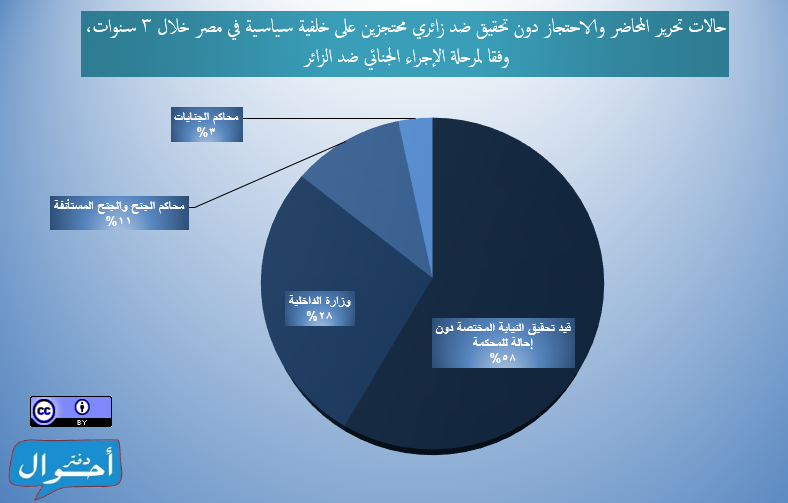 حالات تحرير المحاضر والاحتجاز دون تحقيق ضد زائري محتجزين على خلفية سياسية في مصر خلال ٣ سنوات،
وفقا لمرحلة الإجراء الجنائي ضد الزائر
محاكم الجنايات
%٣
محاكم الجنح والجنح المستأنفة
%١١
وزارة الداخلية
%٢٨
قيد تحقيق النيابة المختصة دون
إحالة للمحكمة
%٥٨
cc
BY
دفتر
أحوال